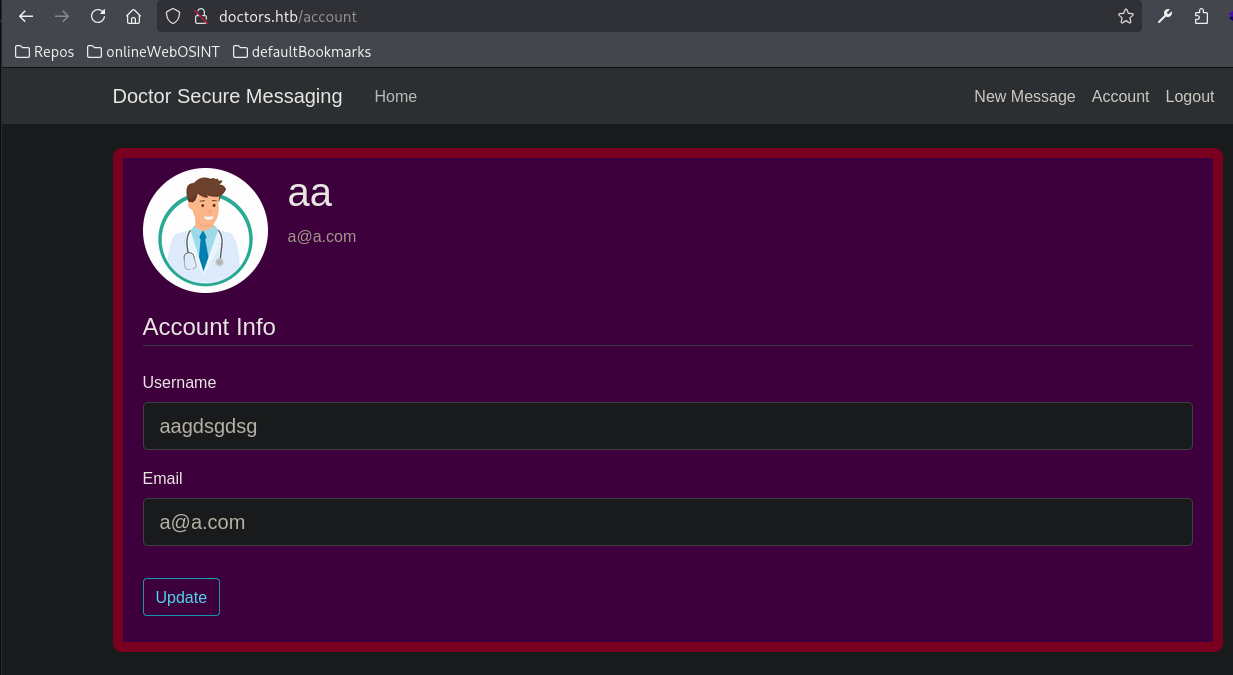 doctors.htb/account
Repos onlineWebOSINT defaultBookmarks
Doctor Secure Messaging Home New Message Account Logout
aa
a@a.com
Account Info
Username
aagdsgdsg
Email
a@a.com
Update